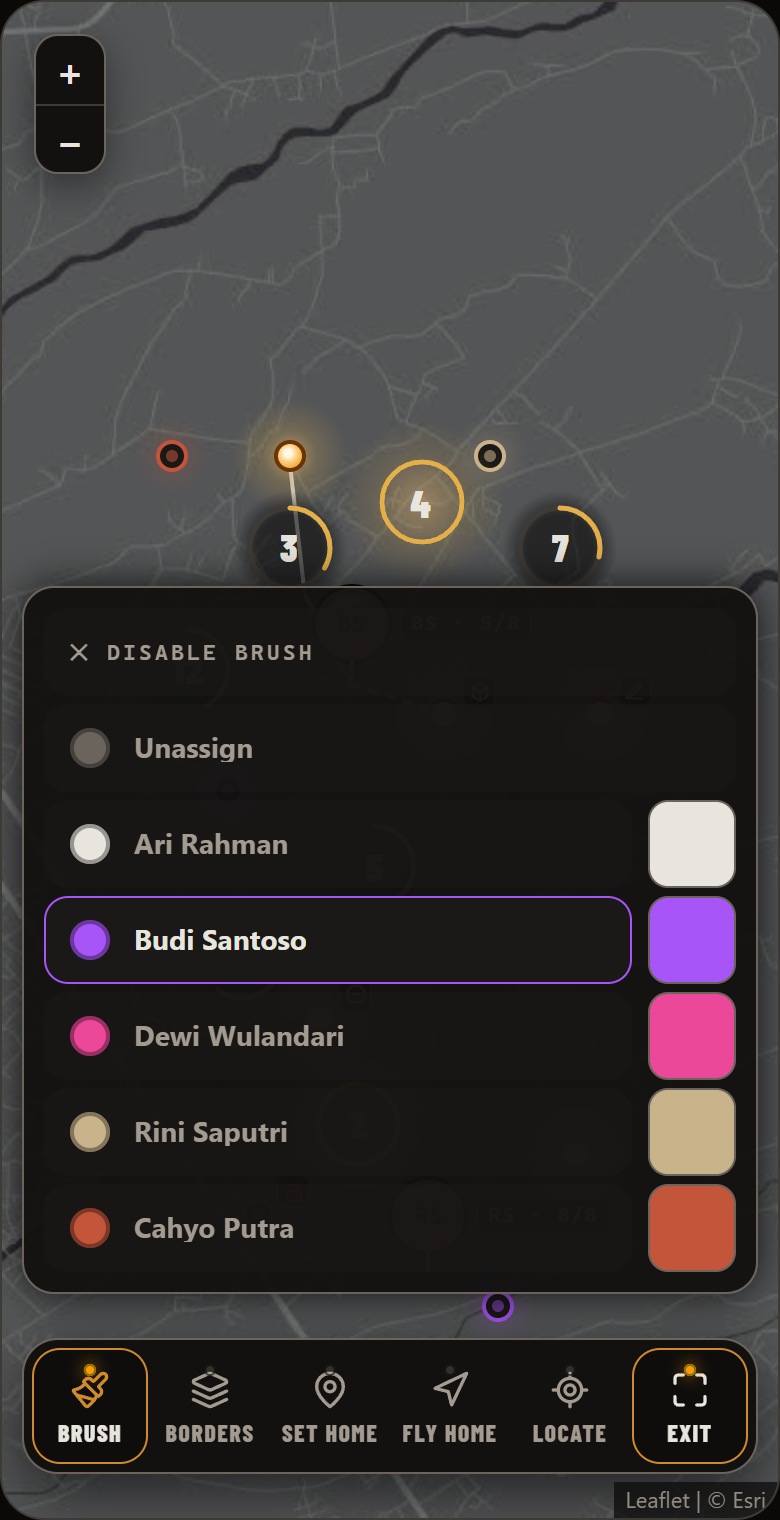 +
−
4
3
7
DISABLE BRUSH
Unassign
Ari Rahman
Budi Santoso
Dewi Wulandari
Rini Saputri
Cahyo Putra
BRUSH BORDERS SET HOME FLY HOME LOCATE EXIT
Leaflet | © Esri